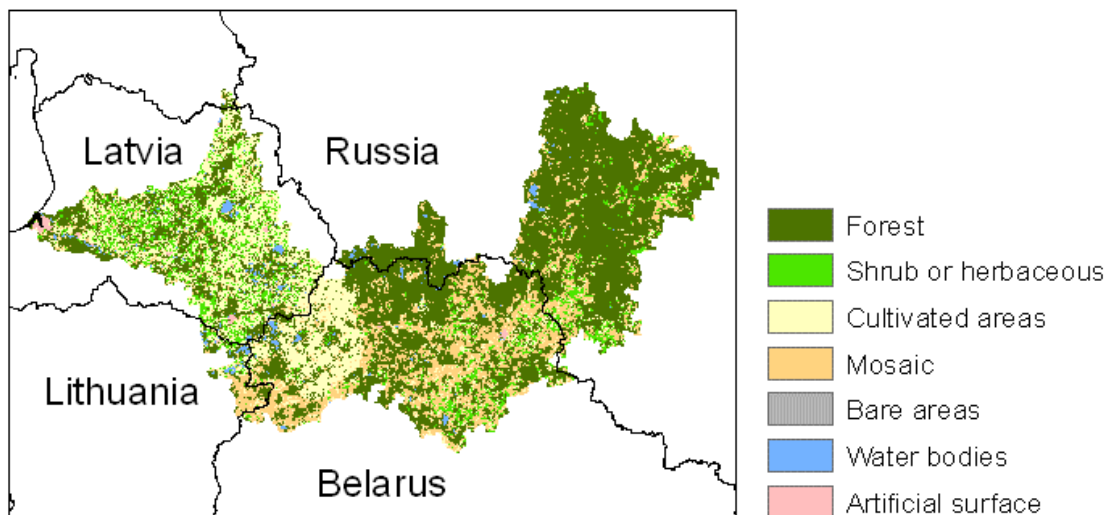 Latvia
Russia
Lithuania
Belarus
Forest
Shrub or herbaceous
Cultivated areas
Mosaic
Bare areas
Water bodies
Artificial surface